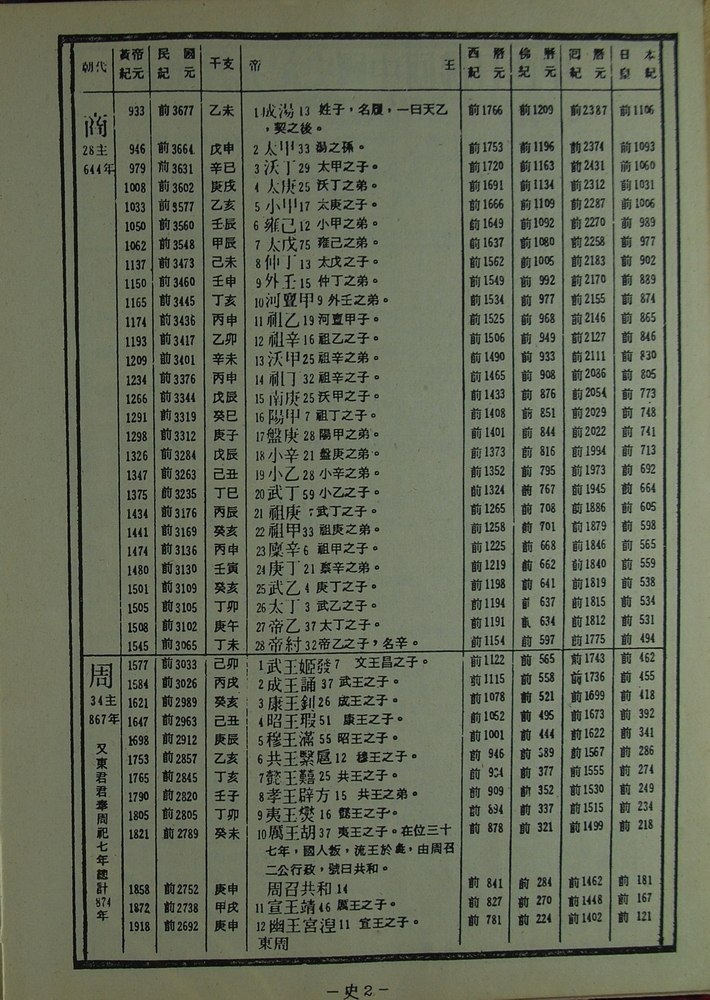 朝代 黃帝紀元 民國紀元 干支 帝王 西曆紀元 佛曆紀元 回曆紀元 日本皇紀
商 28主 644年
933 前3677 乙未 1成湯13 姓子，名履，一曰天乙，契之後。 前1766 前1209 前2387 前1106
946 前3664 戊申 2太甲33 湯之孫。 前1753 前1196 前2374 前1093
979 前3631 辛巳 3沃丁29 太甲之子。 前1720 前1163 前2431 前1060
1008 前3602 庚戌 4太庚25 沃丁之弟。 前1691 前1134 前2312 前1031
1033 前3577 乙亥 5小甲17 太庚之子。 前1666 前1109 前2287 前1006
1050 前3560 壬辰 6雍己12 小甲之弟。 前1649 前1092 前2270 前989
1062 前3548 甲辰 7太戊75 雍己之弟。 前1637 前1080 前2258 前977
1137 前3473 己未 8仲丁13 太戊之子。 前1562 前1005 前2183 前902
1150 前3460 壬申 9外壬15 仲丁之弟。 前1549 前992 前2170 前889
1165 前3445 丁亥 10河亶甲9 外壬之弟。 前1534 前977 前2155 前874
1174 前3436 丙申 11祖乙19 河亶甲子。 前1525 前968 前2146 前865
1193 前3417 乙卯 12祖辛16 祖乙之子。 前1506 前949 前2127 前846
1209 前3401 辛未 13沃甲25 祖辛之弟。 前1490 前933 前2111 前830
1234 前3376 丙申 14祖丁32 祖辛之子。 前1465 前908 前2086 前805
1266 前3344 戊辰 15南庚25 沃甲之子。 前1433 前876 前2054 前773
1291 前3319 癸巳 16陽甲7 祖丁之子。 前1408 前851 前2029 前748
1298 前3312 庚子 17盤庚28 陽甲之弟。 前1401 前844 前2022 前741
1326 前3284 戊辰 18小辛21 盤庚之弟。 前1373 前816 前1994 前713
1347 前3263 己丑 19小乙28 小辛之弟。 前1352 前795 前1973 前692
1375 前3235 丁巳 20武丁59 小乙之子。 前1324 前767 前1945 前664
1434 前3176 丙辰 21祖庚7 武丁之子。 前1265 前708 前1886 前605
1441 前3169 癸亥 22祖甲33 祖庚之弟。 前1258 前701 前1879 前598
1474 前3136 丙申 23廩辛6 祖甲之子。 前1225 前668 前1846 前565
1480 前3130 壬寅 24庚丁21 廩辛之弟。 前1219 前662 前1840 前559
1501 前3109 癸亥 25武乙4 庚丁之子。 前1198 前641 前1819 前538
1505 前3105 丁卯 26太丁3 武乙之子。 前1194 前637 前1815 前534
1508 前3102 庚午 27帝乙37 太丁之子。 前1191 前634 前1812 前531
1545 前3065 丁未 28帝紂32 帝乙之子，名辛。 前1154 前597 前1775 前494
周 34主 867年 又東周君奉周祀七年總計874年
1577 前3033 己卯 1武王姬發7 文王昌之子。 前1122 前565 前1743 前462
1584 前3026 丙戌 2成王誦37 武王之子。 前1115 前558 前1736 前455
1621 前2989 癸亥 3康王釗26 成王之子。 前1078 前521 前1699 前418
1647 前2963 己丑 4昭王瑕51 康王之子。 前1052 前495 前1673 前392
1698 前2912 庚辰 5穆王滿55 昭王之子。 前1001 前444 前1622 前341
1753 前2857 乙亥 6共王繄扈12 穆王之子。 前946 前389 前1567 前286
1765 前2845 丁亥 7懿王囏25 共王之子。 前934 前377 前1555 前274
1790 前2820 壬子 8孝王辟方15 共王之弟。 前909 前352 前1530 前249
1805 前2805 丁卯 9夷王燮16 懿王之子。 前894 前337 前1515 前234
1821 前2789 癸未 10厲王胡37 夷王之子。在位三十 前878 前321 前1499 前218
七年，國人叛，流王於彘，由周召
二公行政，號曰共和。
1858 前2752 庚申 周召共和14 前841 前284 前1462 前181
1872 前2738 甲戌 11宣王靖46 厲王之子。 前827 前270 前1448 前167
1918 前2692 庚申 12幽王宮湼11 宣王之子。 前781 前224 前1402 前121
東周
－史2－